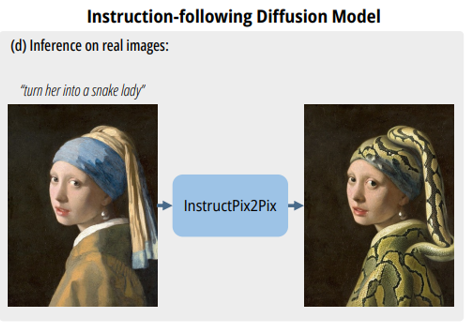 Instruction-following Diffusion Model
(d) Inference on real images:
“turn her into a snake lady”
InstructPix2Pix